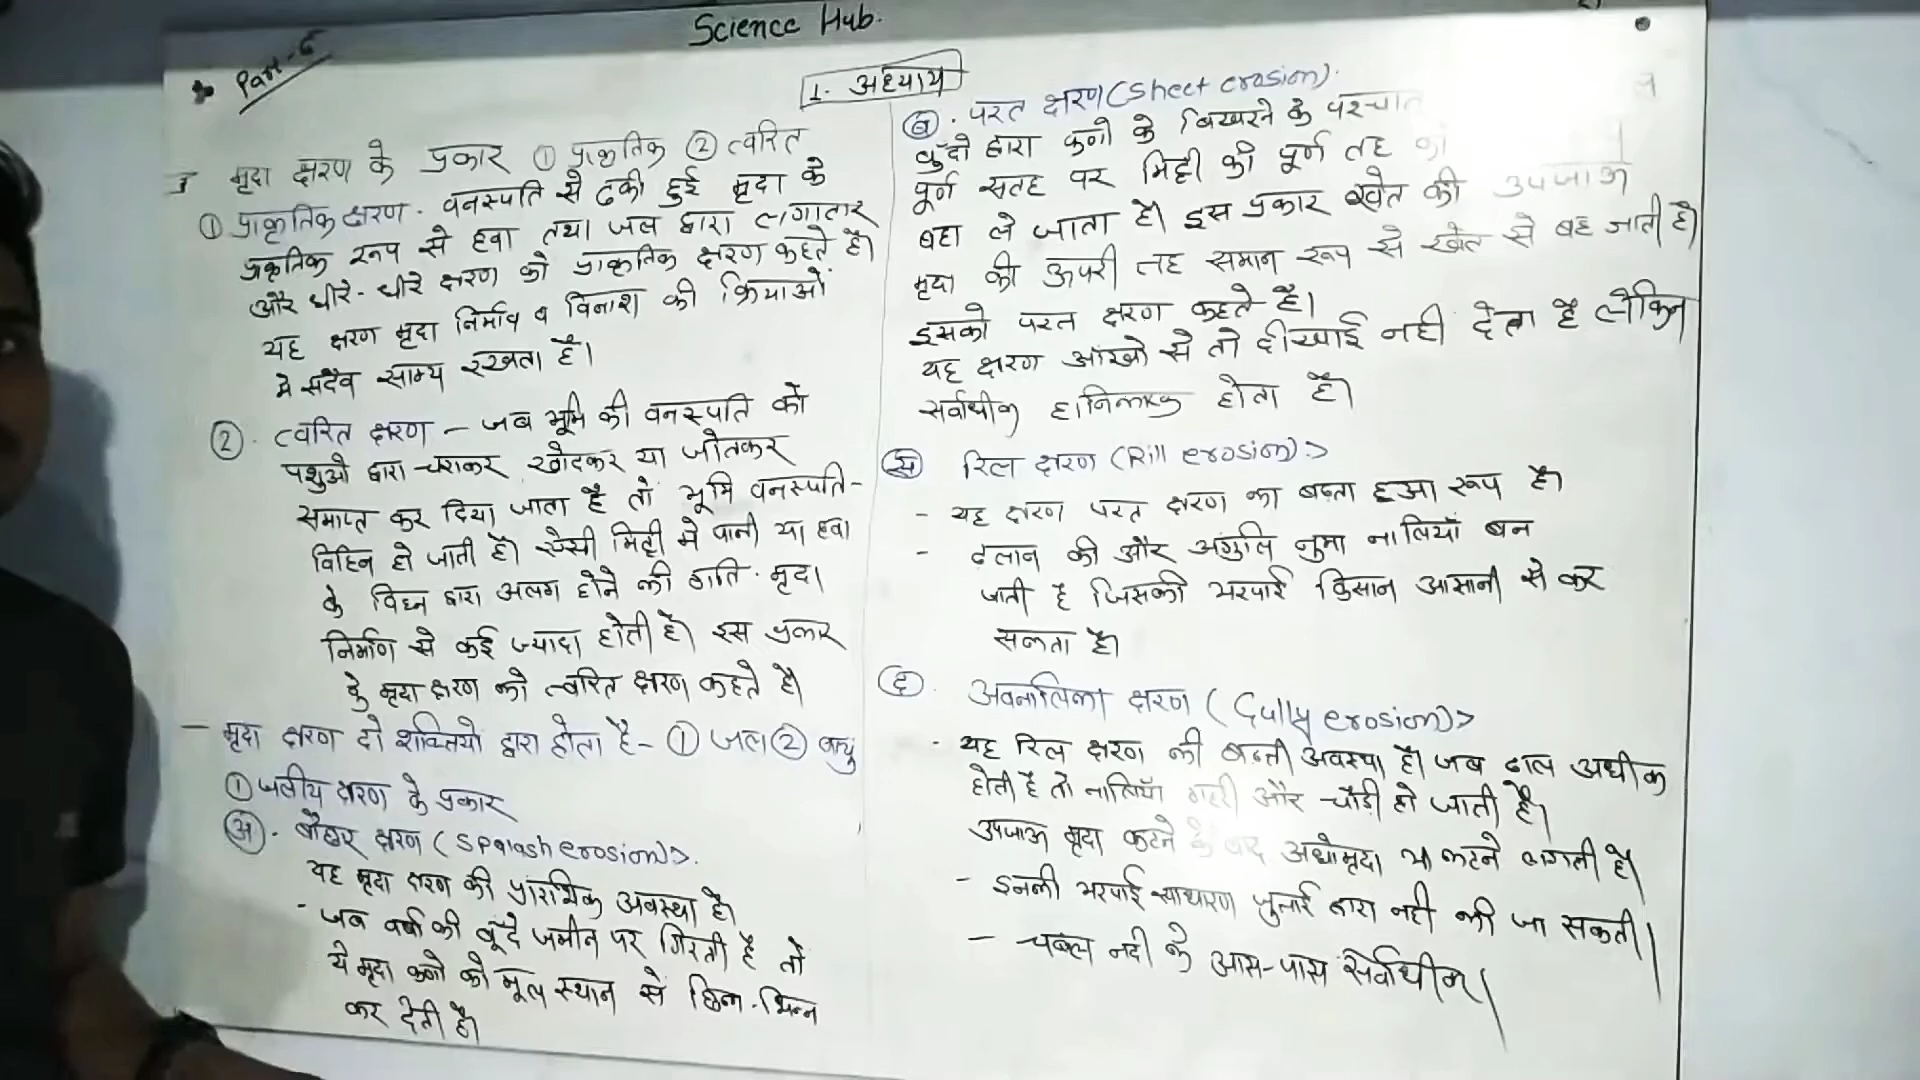 Science Hub.
Part-6
1. अध्याय
मृदा क्षरण के प्रकार ① प्राकृतिक ② त्वरित
① प्राकृतिक क्षरण - वनस्पति से ढकी हुई मृदा के
प्रकृतिक रूप से हवा तथा जल द्वारा लगातार
और धीरे-धीरे क्षरण को प्राकृतिक क्षरण कहते है।
यह क्षरण मृदा निर्माण व विनाश की क्रियाओं
मे सदैव साम्य रखता है।
②. त्वरित क्षरण - जब भूमि की वनस्पति को
पशुओ द्वारा चराकर, खोदकर या जोतकर
समाप्त कर दिया जाता है तो भूमि वनस्पति-
विहिन हो जाती है। ऐसी मिट्टी मे पानी या हवा
के विघ्न द्वारा अलग होने की गति मृदा
निर्माण से कई ज्यादा होती है। इस प्रकार
के मृदा क्षरण को त्वरित क्षरण कहते है।
- मृदा क्षरण दो शक्तियो द्वारा होता है- ① जल ② वायु
① जलीय क्षरण के प्रकार
(अ). बौछार क्षरण (Spalash erosion)>.
यह मृदा क्षरण की प्रारंभिक अवस्था है।
- जब वर्षा की बूंदे जमीन पर गिरती है तो
ये मृदा कणो को मूल स्थान से छिन्न-भिन्न
कर देती है।
(ब). परत क्षरण (Sheet erosion).
बुँदो द्वारा कणो के बिखरने के पश्चात
पूर्ण सतह पर मिट्टी की पूर्ण तह को
बहा ले जाता है। इस प्रकार खेत की उपजाऊ
मृदा की ऊपरी तह समान रूप से खेत से बह जाती है।
इसको परत क्षरण कहते है।
यह क्षरण आंखो से तो दीखाई नही देता है लेकिन
सर्वाधीक हानिकारक होता है।
(स) रिल क्षरण (Rill erosion):>
- यह क्षरण परत क्षरण का बढता हुआ रूप है।
- ढलान की और अंगुलि नुमा नालियाँ बन
जाती है जिसकी भरपाई किसान आसानी से कर
सकता है।
(द). अवनालिका क्षरण (Gully erosion)>
- यह रिल क्षरण की बढती अवस्था है। जब ढाल अधीक
होती है तो नालियाँ गहरी और चौड़ी हो जाती है।
उपजाऊ मृदा कटने के बाद अधोमृदा भी कटने लगती है।
- इनकी भरपाई साधारण जुताई द्वारा नही की जा सकती।
- चम्बल नदी के आस-पास सर्वाधीक।